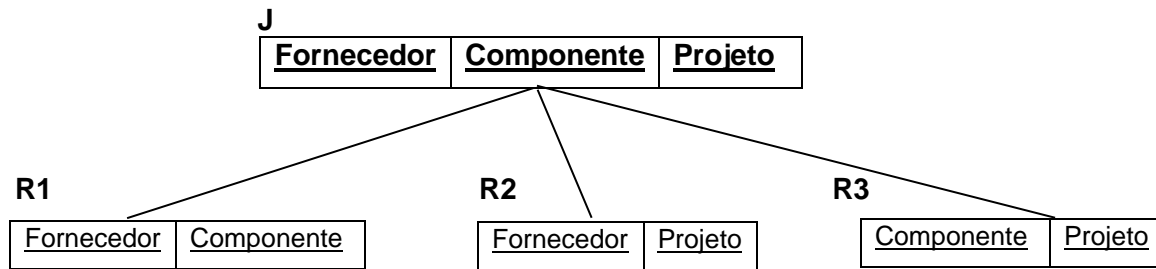 J
Fornecedor Componente Projeto
R1 R2 R3
Fornecedor Componente Fornecedor Projeto Componente Projeto